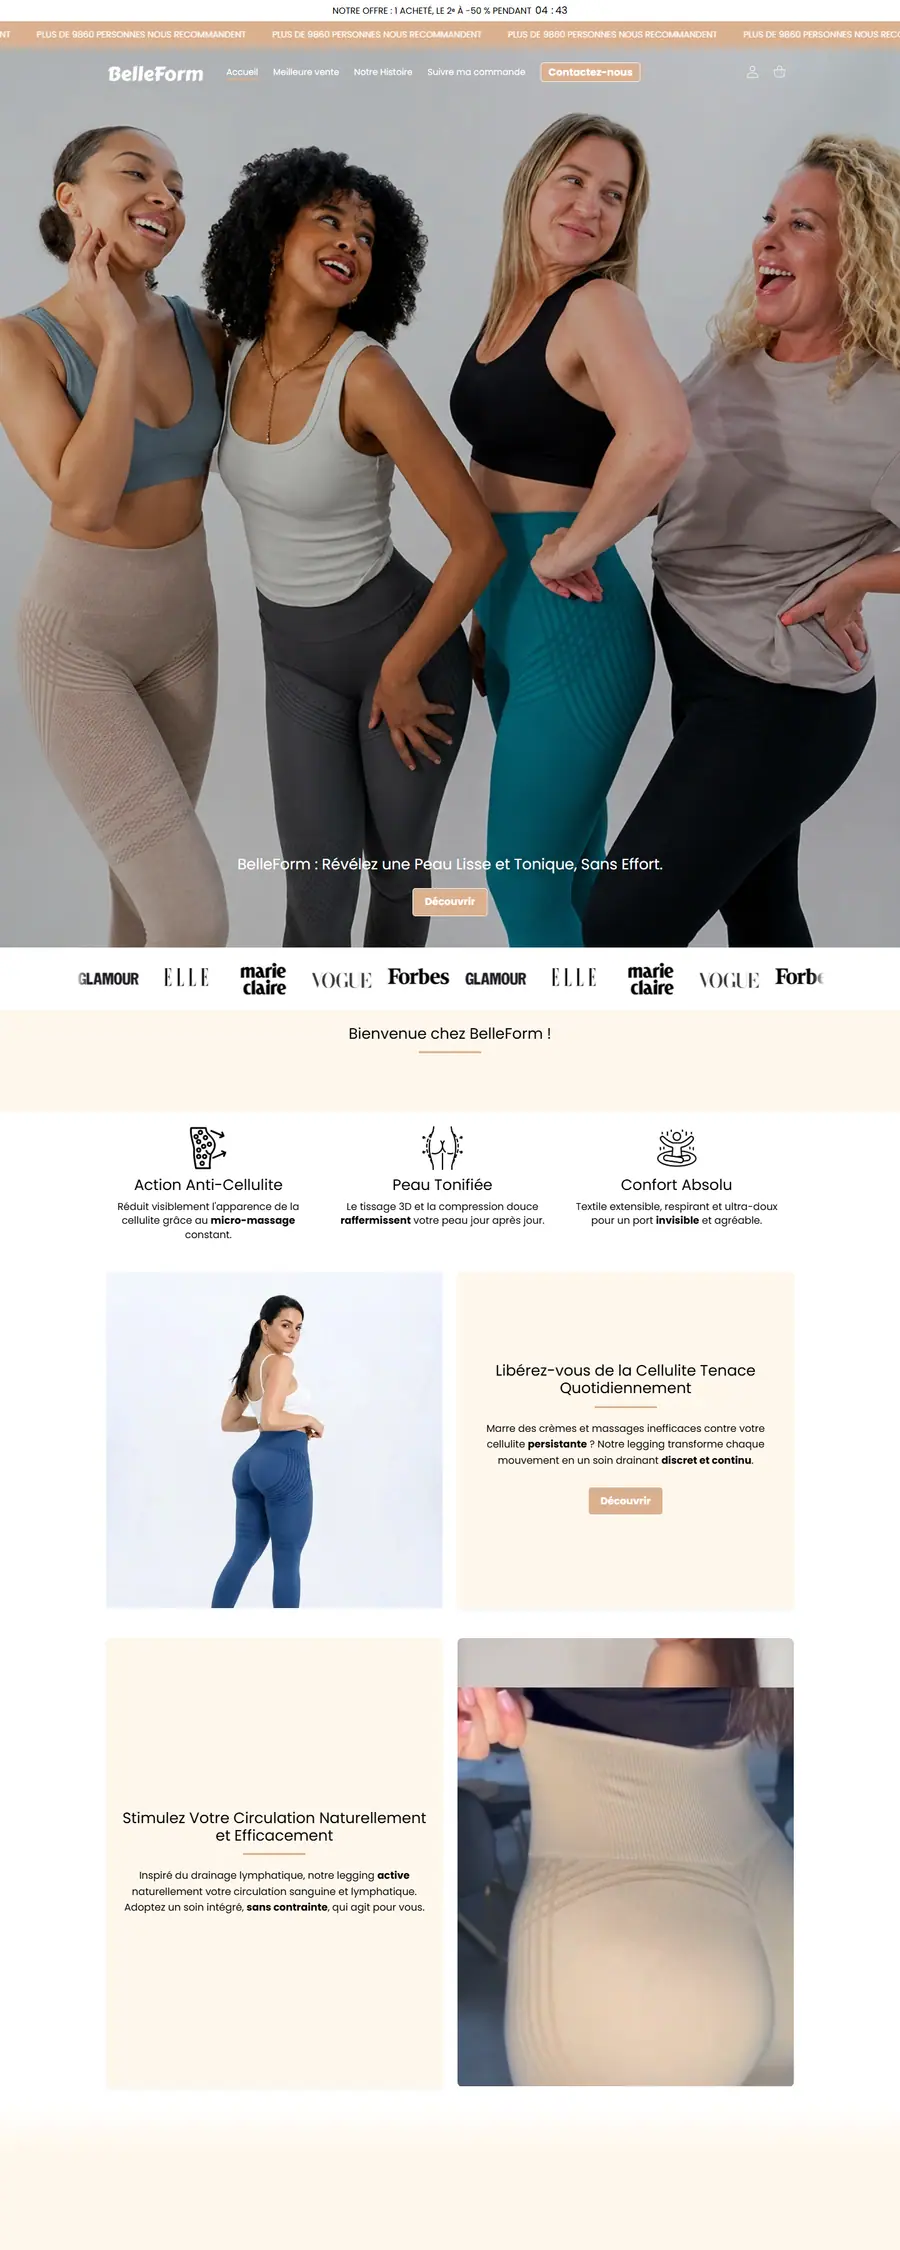 NOTRE OFFRE : 1 ACHETÉ, LE 2ᵉ À -50 % PENDANT 04 : 43
NT PLUS DE 9860 PERSONNES NOUS RECOMMANDENT PLUS DE 9860 PERSONNES NOUS RECOMMANDENT PLUS DE 9860 PERSONNES NOUS RECOMMANDENT PLUS DE 9860 PERSONNES NOUS REC
BelleForm Accueil Meilleure vente Notre Histoire Suivre ma commande Contactez-nous
BelleForm : Révélez une Peau Lisse et Tonique, Sans Effort.
Découvrir
GLAMOUR ELLE marie claire VOGUE Forbes GLAMOUR ELLE marie claire VOGUE Forbe
Bienvenue chez BelleForm !
Action Anti-Cellulite
Réduit visiblement l'apparence de la
cellulite grâce au micro-massage
constant.
Peau Tonifiée
Le tissage 3D et la compression douce
raffermissent votre peau jour après jour.
Confort Absolu
Textile extensible, respirant et ultra-doux
pour un port invisible et agréable.
Libérez-vous de la Cellulite Tenace
Quotidiennement
Marre des crèmes et massages inefficaces contre votre
cellulite persistante ? Notre legging transforme chaque
mouvement en un soin drainant discret et continu.
Découvrir
Stimulez Votre Circulation Naturellement
et Efficacement
Inspiré du drainage lymphatique, notre legging active
naturellement votre circulation sanguine et lymphatique.
Adoptez un soin intégré, sans contrainte, qui agit pour vous.